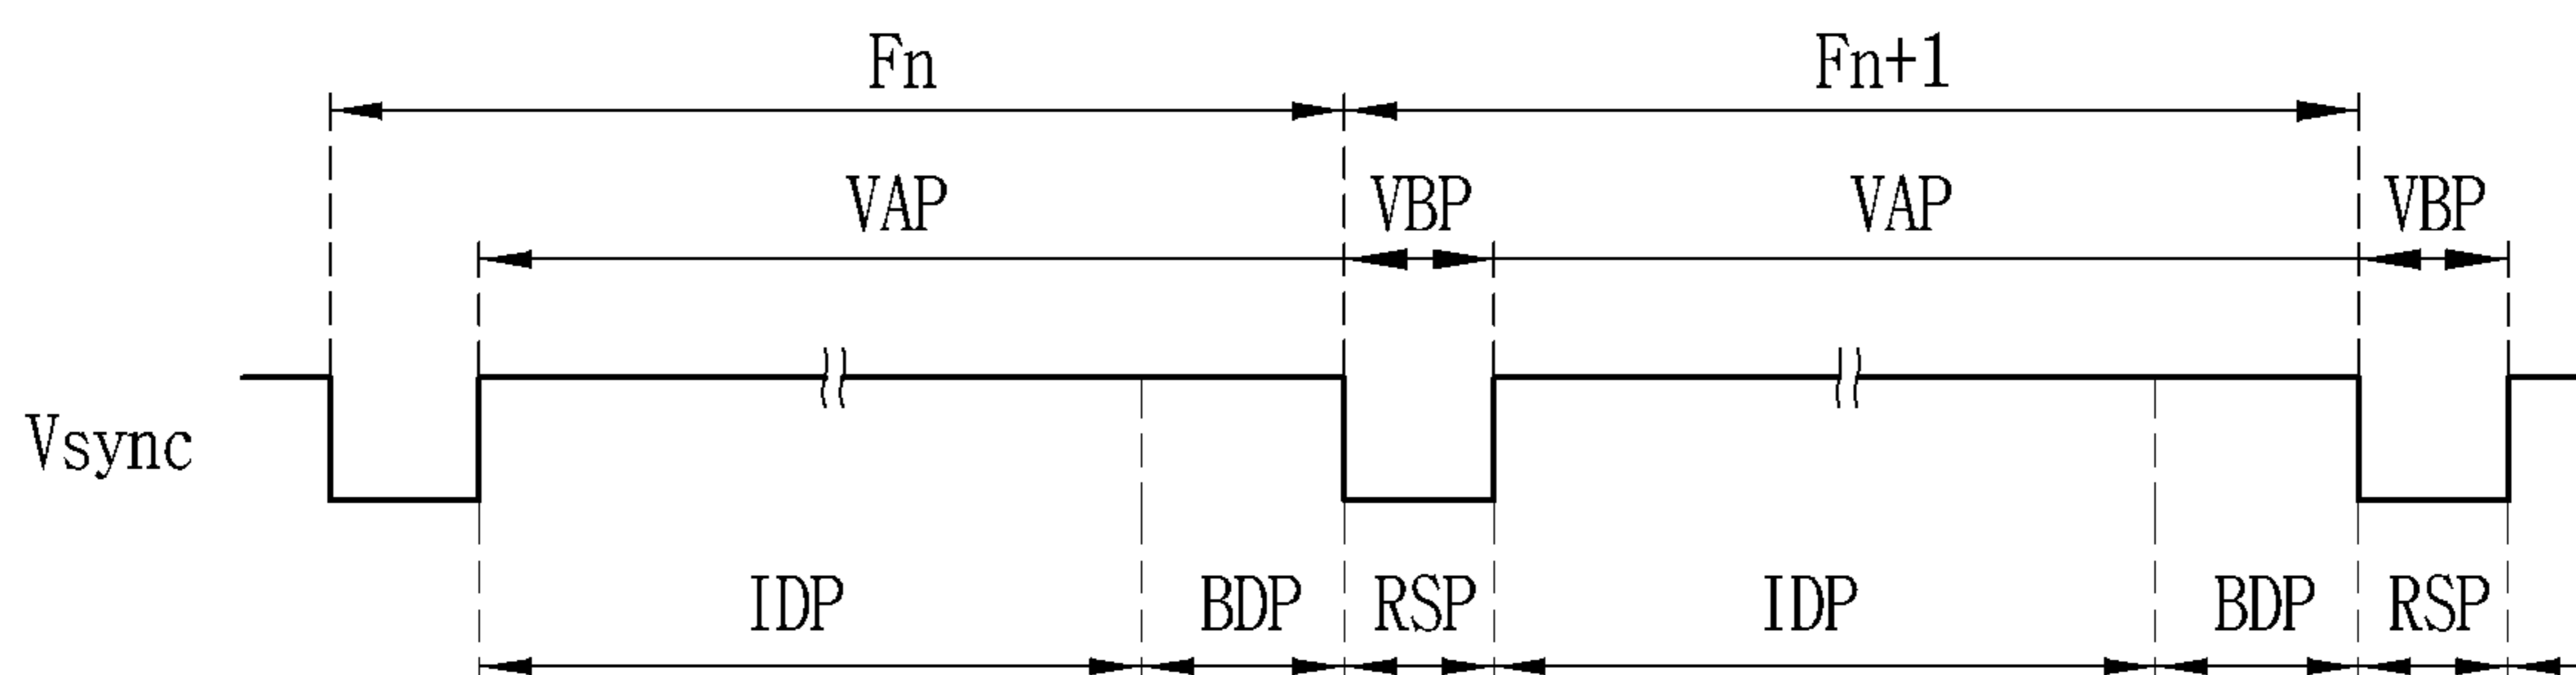 Fn Fn+1
VAP VBP VAP VBP
Vsync
IDP BDP RSP IDP BDP RSP